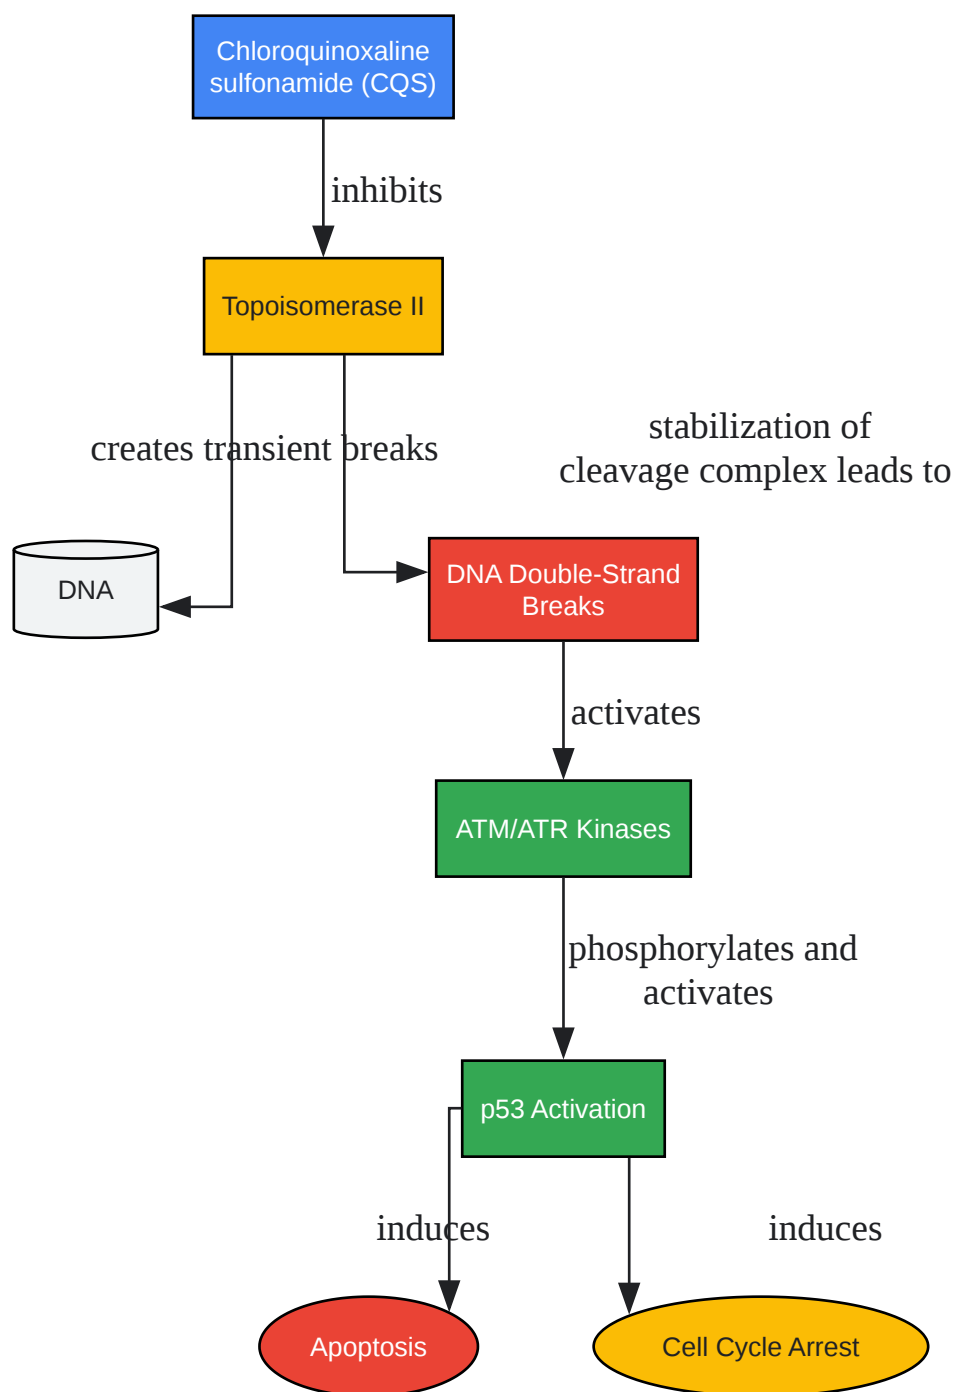 Chloroquinoxaline
sulfonamide (CQS)
inhibits
Topoisomerase II
creates transient breaks
stabilization of
cleavage complex leads to
DNA
DNA Double-Strand
Breaks
activates
ATM/ATR Kinases
phosphorylates and
activates
p53 Activation
induces
induces
Apoptosis
Cell Cycle Arrest